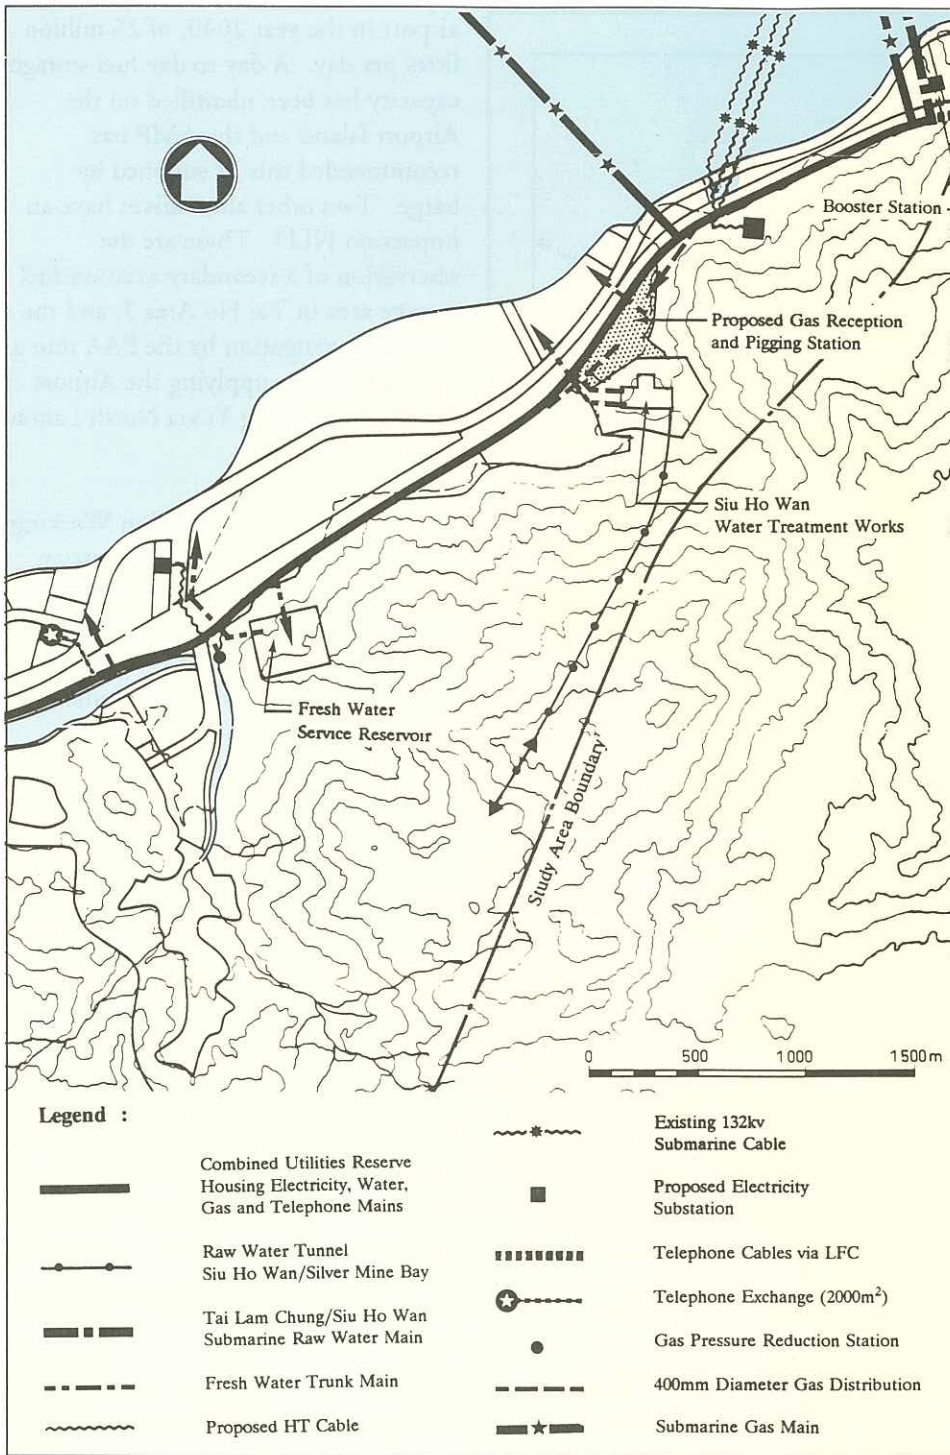 Booster Station
Proposed Gas Reception
and Pigging Station
Siu Ho Wan
Water Treatment Works
Fresh Water
Service Reservoir
Study Area Boundary
0 500 1000 1500m
Legend :
Combined Utilities Reserve
Housing Electricity, Water,
Gas and Telephone Mains
Raw Water Tunnel
Siu Ho Wan/Silver Mine Bay
Tai Lam Chung/Siu Ho Wan
Submarine Raw Water Main
Fresh Water Trunk Main
Proposed HT Cable
Existing 132kv
Submarine Cable
Proposed Electricity
Substation
Telephone Cables via LFC
Telephone Exchange (2000m²)
Gas Pressure Reduction Station
400mm Diameter Gas Distribution
Submarine Gas Main